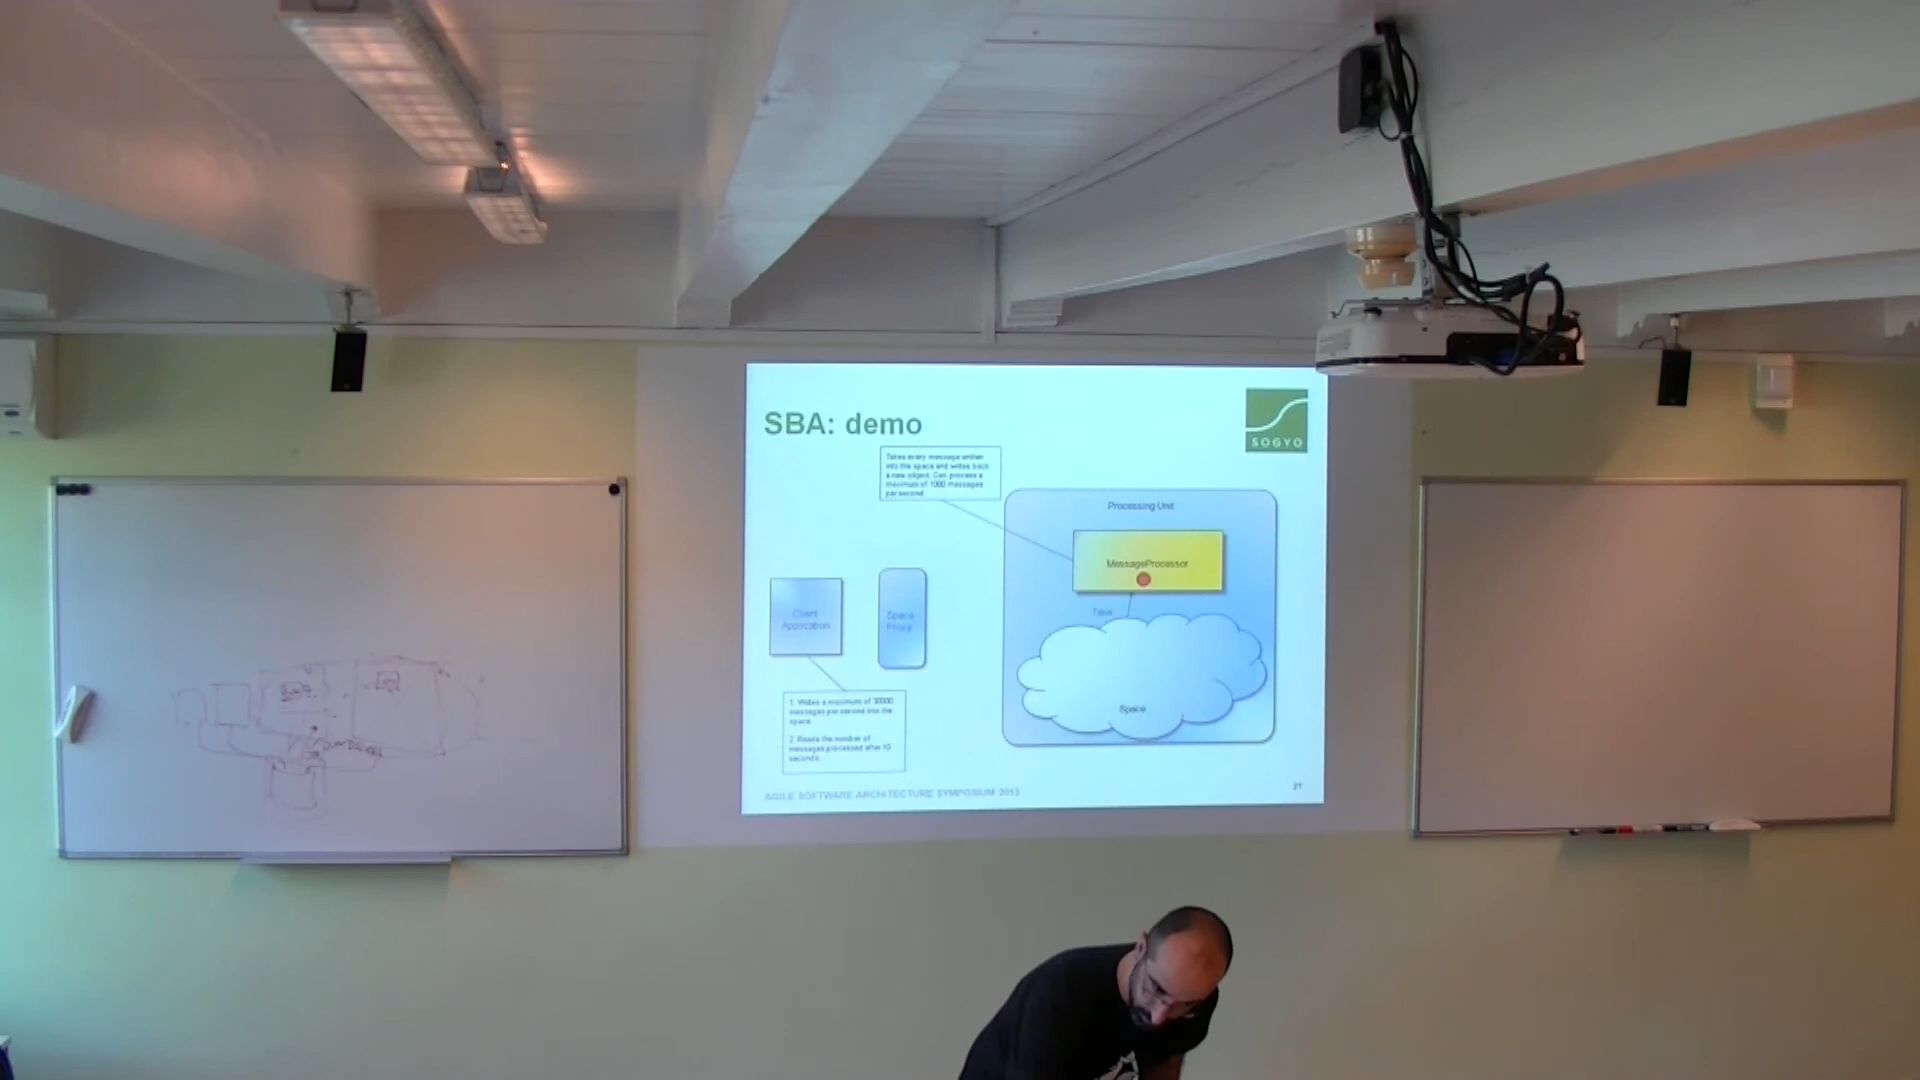 SBA: demo
SOGYO
Takes every message written
into the space and writes back
a new object. Can process a
maximum of 1000 messages
per second.
Processing Unit
MessageProcessor
Take
Client
Application
Space
Proxy
Space
1. Writes a maximum of 30000
messages per second into the
space.
2. Reads the number of
messages processed after 10
seconds.
AGILE SOFTWARE ARCHITECTURE SYMPOSIUM 2013
21